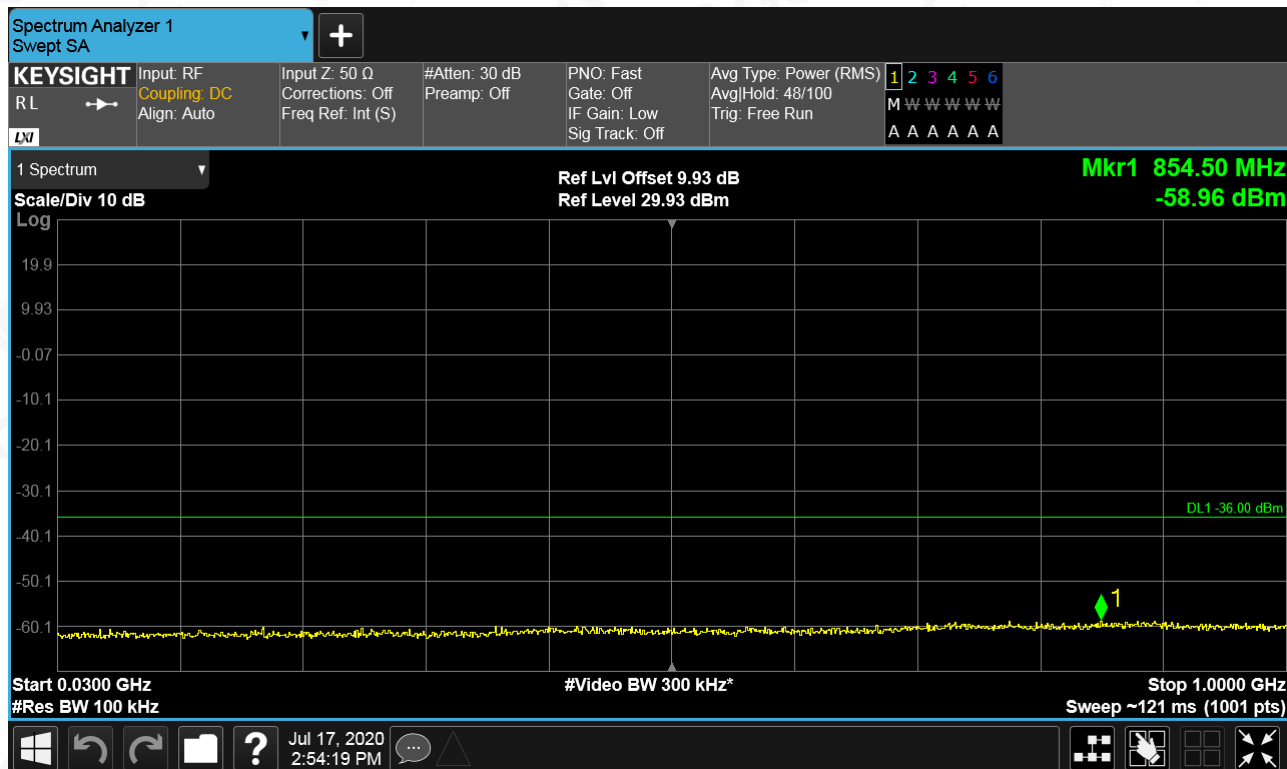 Spectrum Analyzer 1
Swept SA
KEYSIGHT
R L
LXI
Input: RF
Coupling: DC
Align: Auto
Input Z: 50 Ω
Corrections: Off
Freq Ref: Int (S)
#Atten: 30 dB
Preamp: Off
PNO: Fast
Gate: Off
IF Gain: Low
Sig Track: Off
Avg Type: Power (RMS)
Avg|Hold: 48/100
Trig: Free Run
1 2 3 4 5 6
M W W W W W
A A A A A A
1 Spectrum
Scale/Div 10 dB
Log
Ref Lvl Offset 9.93 dB
Ref Level 29.93 dBm
Mkr1 854.50 MHz
-58.96 dBm
19.9
9.93
-0.07
-10.1
-20.1
-30.1
DL1 -36.00 dBm
-40.1
-50.1
1
-60.1
Start 0.0300 GHz
#Res BW 100 kHz
#Video BW 300 kHz*
Stop 1.0000 GHz
Sweep ~121 ms (1001 pts)
?
Jul 17, 2020
2:54:19 PM